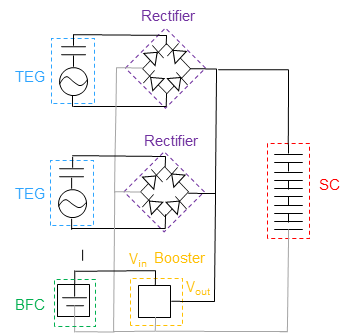 Rectifier
TEG
Rectifier
TEG
SC
I
Vin Booster
Vout
BFC